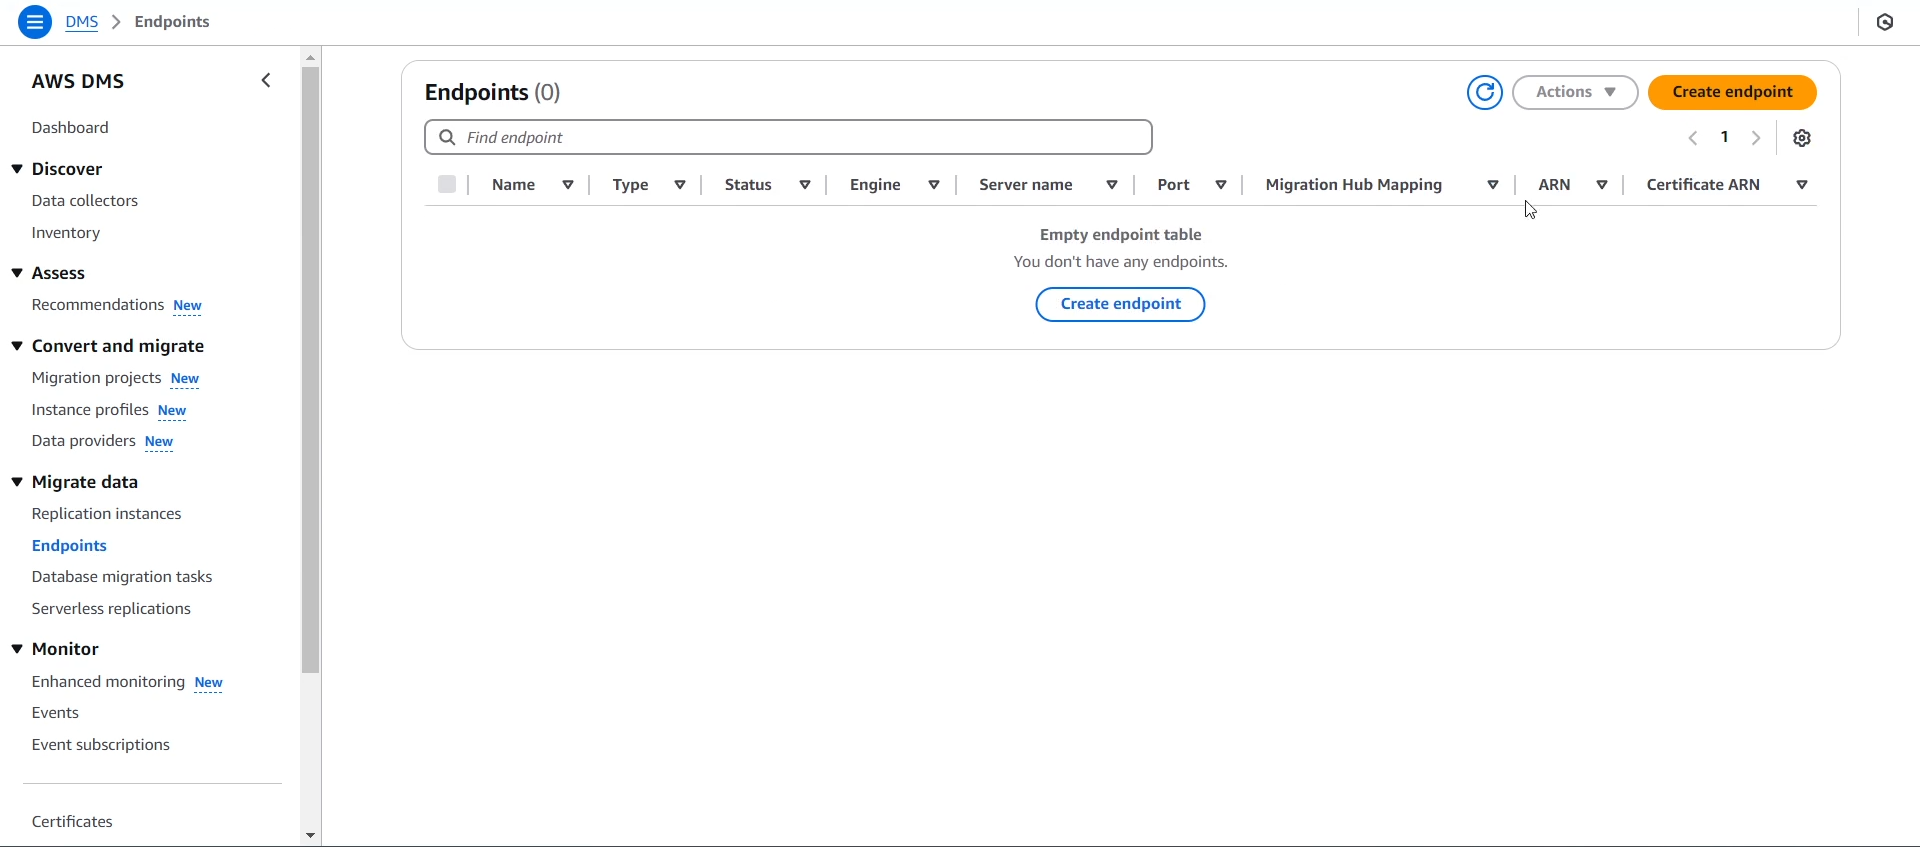 DMS > Endpoints
AWS DMS
Dashboard
Discover
Data collectors
Inventory
Assess
Recommendations New
Convert and migrate
Migration projects New
Instance profiles New
Data providers New
Migrate data
Replication instances
Endpoints
Database migration tasks
Serverless replications
Monitor
Enhanced monitoring New
Events
Event subscriptions
Certificates
Endpoints (0)
Actions
Create endpoint
Find endpoint
1
Name Type Status Engine Server name Port Migration Hub Mapping ARN Certificate ARN
Empty endpoint table
You don't have any endpoints.
Create endpoint